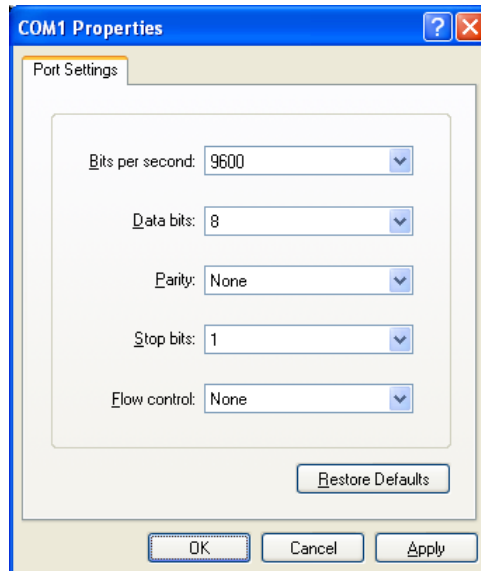 COM1 Properties
Port Settings
Bits per second: 9600
Data bits: 8
Parity: None
Stop bits: 1
Flow control: None
Restore Defaults
OK Cancel Apply